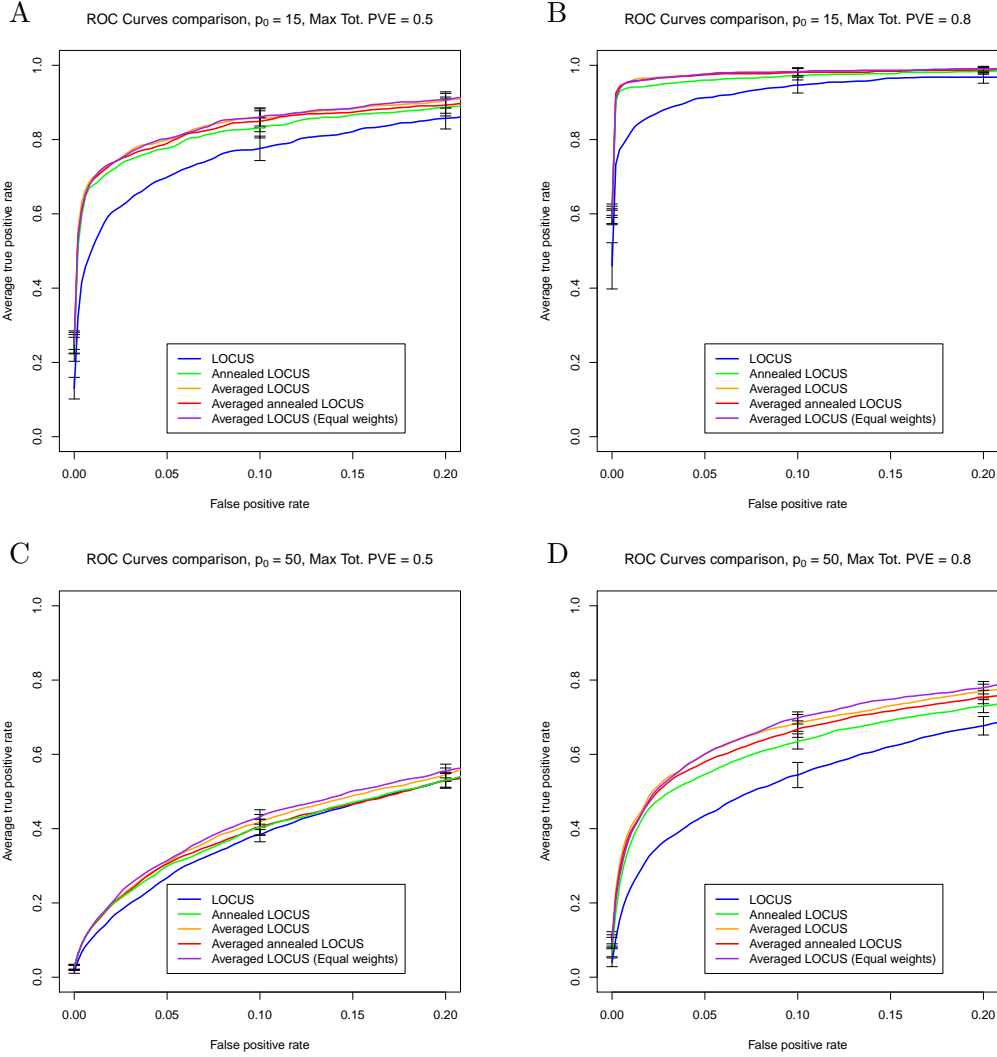 A
ROC Curves comparison, p₀ = 15, Max Tot. PVE = 0.5
Average true positive rate
1.0
0.8
0.6
0.4
0.2
0.0
LOCUS
Annealed LOCUS
Averaged LOCUS
Averaged annealed LOCUS
Averaged LOCUS (Equal weights)
0.00 0.05 0.10 0.15 0.20
False positive rate
B
ROC Curves comparison, p₀ = 15, Max Tot. PVE = 0.8
Average true positive rate
1.0
0.8
0.6
0.4
0.2
0.0
LOCUS
Annealed LOCUS
Averaged LOCUS
Averaged annealed LOCUS
Averaged LOCUS (Equal weights)
0.00 0.05 0.10 0.15 0.20
False positive rate
C
ROC Curves comparison, p₀ = 50, Max Tot. PVE = 0.5
Average true positive rate
1.0
0.8
0.6
0.4
0.2
0.0
LOCUS
Annealed LOCUS
Averaged LOCUS
Averaged annealed LOCUS
Averaged LOCUS (Equal weights)
0.00 0.05 0.10 0.15 0.20
False positive rate
D
ROC Curves comparison, p₀ = 50, Max Tot. PVE = 0.8
Average true positive rate
1.0
0.8
0.6
0.4
0.2
0.0
LOCUS
Annealed LOCUS
Averaged LOCUS
Averaged annealed LOCUS
Averaged LOCUS (Equal weights)
0.00 0.05 0.10 0.15 0.20
False positive rate